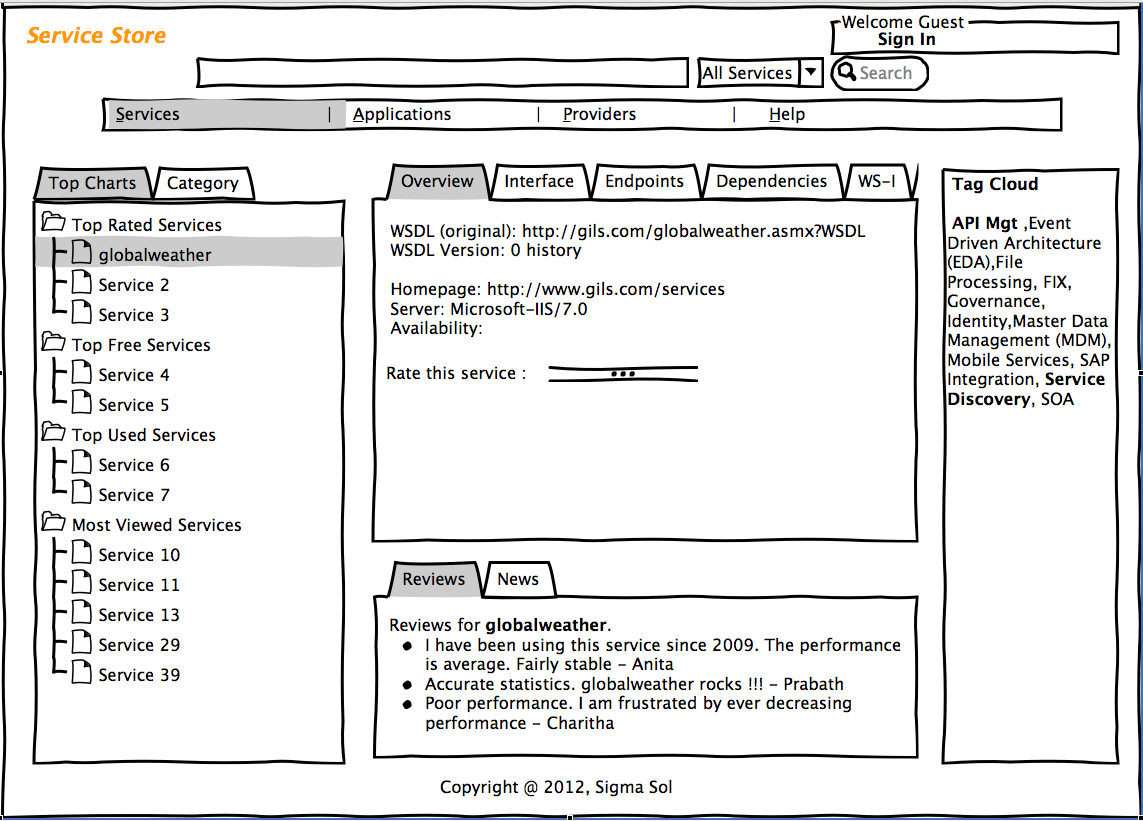 Service Store
Welcome Guest
Sign In
All Services
Search
Services | Applications | Providers | Help
Top Charts
Category
Top Rated Services
globalweather
Service 2
Service 3
Top Free Services
Service 4
Service 5
Top Used Services
Service 6
Service 7
Most Viewed Services
Service 10
Service 11
Service 13
Service 29
Service 39
Overview
Interface
Endpoints
Dependencies
WS-I
WSDL (original): http://gils.com/globalweather.asmx?WSDL
WSDL Version: 0 history
Homepage: http://www.gils.com/services
Server: Microsoft-IIS/7.0
Availability:
Rate this service :
Reviews
News
Reviews for globalweather.
I have been using this service since 2009. The performance
is average. Fairly stable - Anita
Accurate statistics. globalweather rocks !!! - Prabath
Poor performance. I am frustrated by ever decreasing
performance - Charitha
Tag Cloud
API Mgt ,Event
Driven Architecture
(EDA),File
Processing, FIX,
Governance,
Identity,Master Data
Management (MDM),
Mobile Services, SAP
Integration, Service
Discovery, SOA
Copyright @ 2012, Sigma Sol